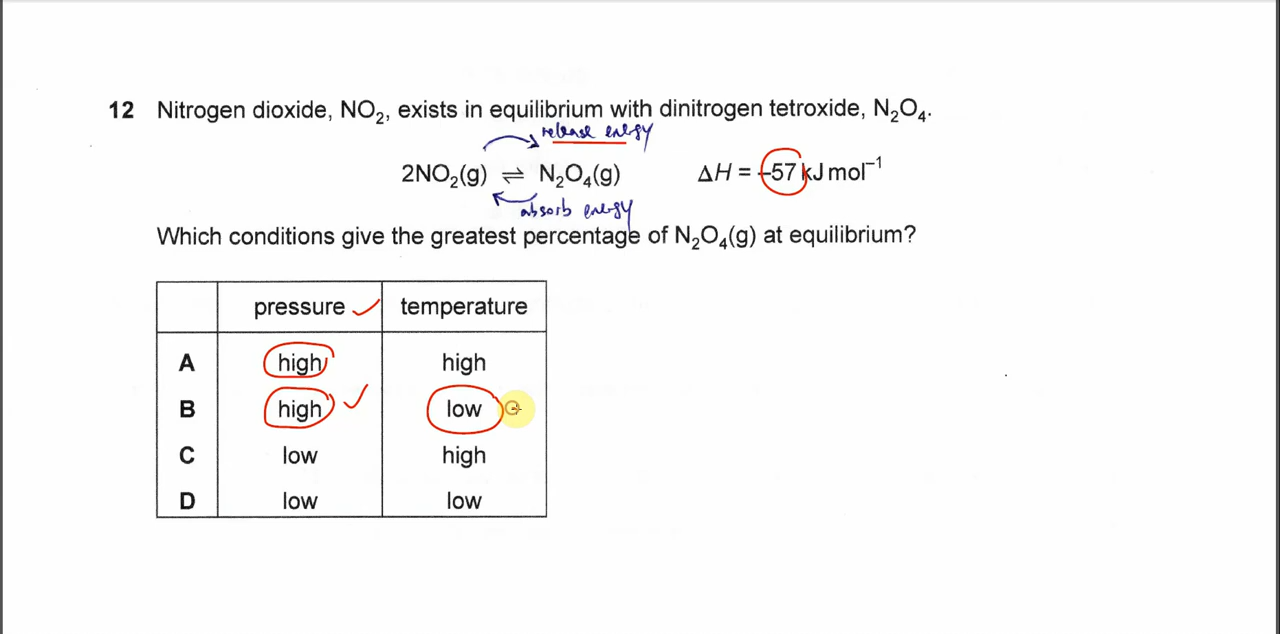 12 Nitrogen dioxide, NO₂, exists in equilibrium with dinitrogen tetroxide, N₂O₄.
release energy
2NO₂(g) ⇌ N₂O₄(g) ΔH = –57 kJ mol⁻¹
absorb energy
Which conditions give the greatest percentage of N₂O₄(g) at equilibrium?
pressure temperature
A high high
B high low
C low high
D low low